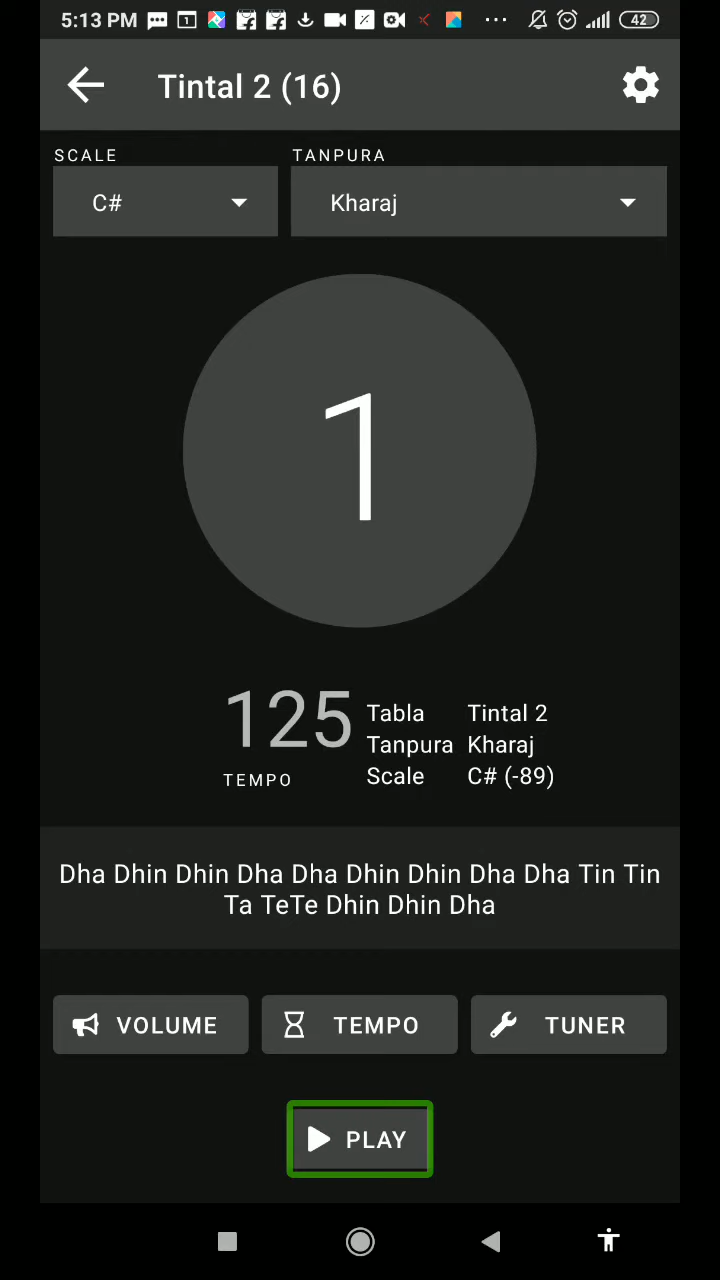 5:13 PM 42
Tintal 2 (16)
SCALE TANPURA
C# Kharaj
1
125
TEMPO
Tabla Tintal 2
Tanpura Kharaj
Scale C# (-89)
Dha Dhin Dhin Dha Dha Dhin Dhin Dha Dha Tin Tin
Ta TeTe Dhin Dhin Dha
VOLUME TEMPO TUNER
PLAY